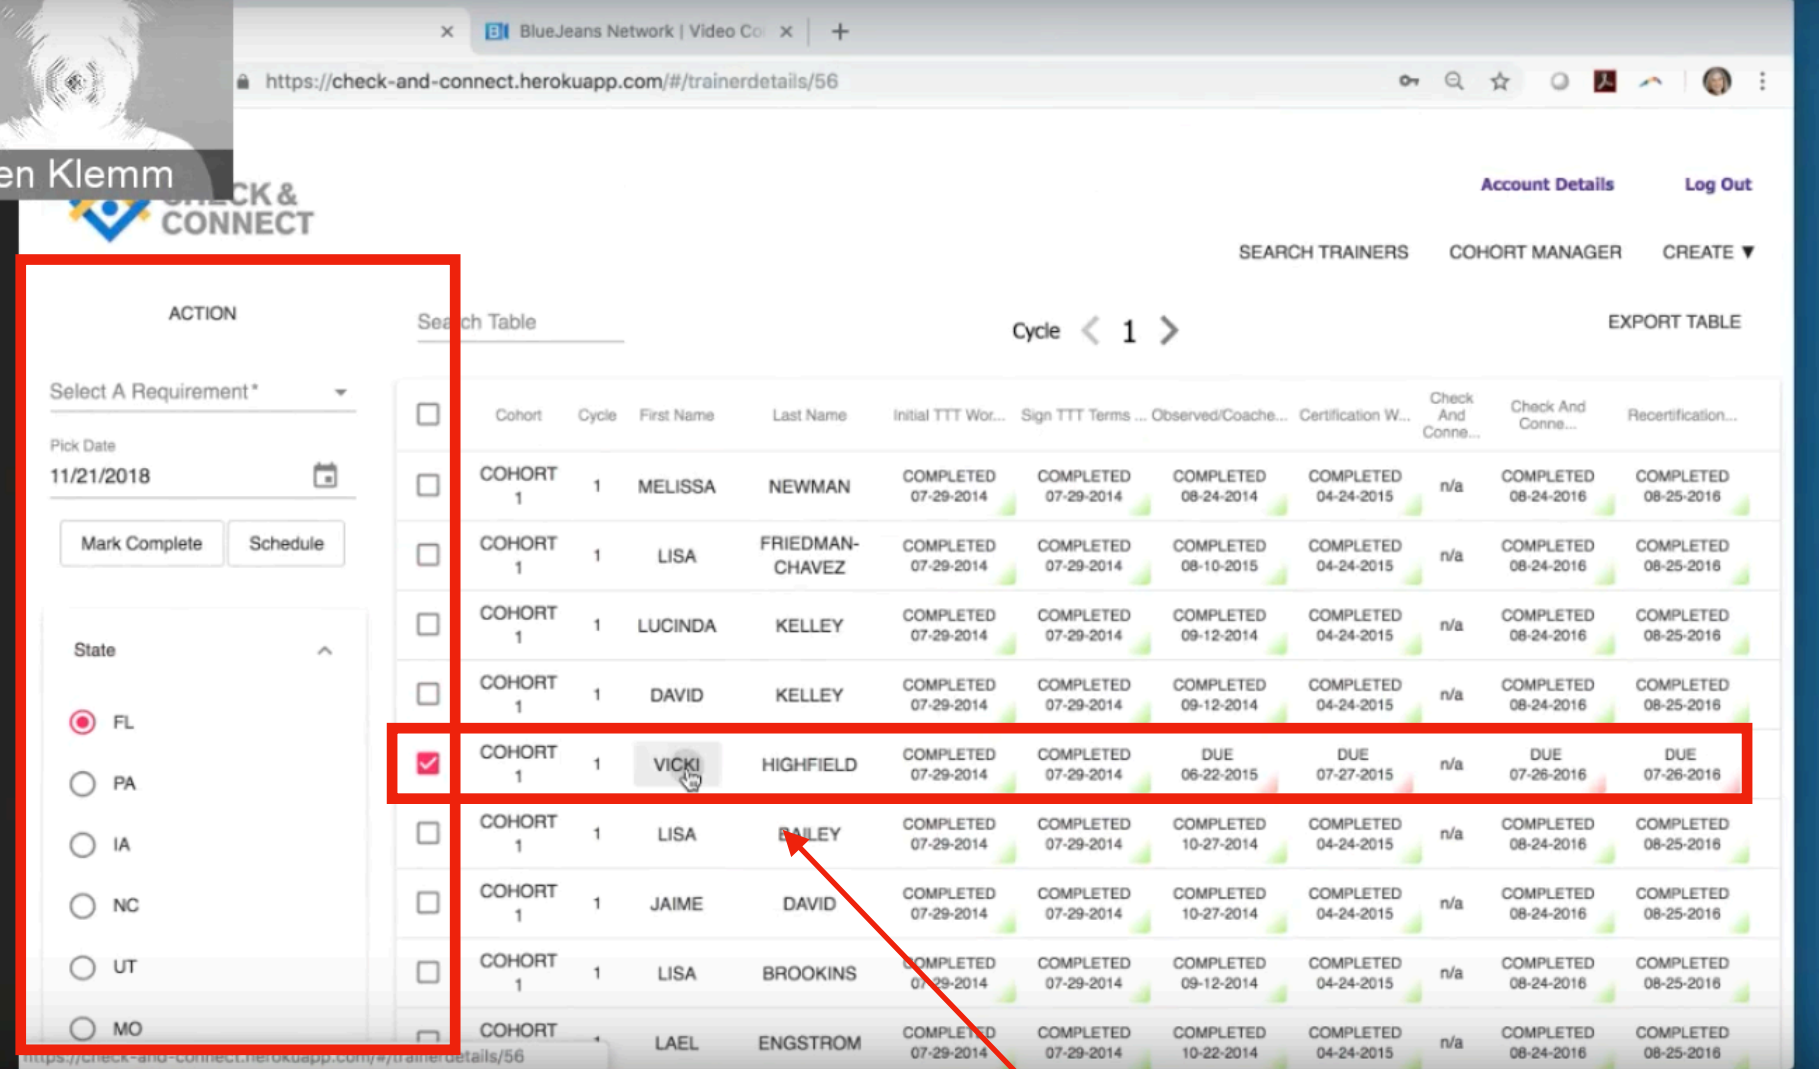 BlueJeans Network | Video Co
https://check-and-connect.herokuapp.com/#/trainerdetails/56
en Klemm
CK &
CONNECT
Account Details Log Out
SEARCH TRAINERS COHORT MANAGER CREATE ▼
ACTION
Search Table
Cycle < 1 >
EXPORT TABLE
Select A Requirement*
Pick Date
11/21/2018
Mark Complete Schedule
State
FL
PA
IA
NC
UT
MO
Cohort Cycle First Name Last Name Initial TTT Wor... Sign TTT Terms ... Observed/Coache... Certification W... Check And Conne... Check And Conne... Recertification...
COHORT 1 1 MELISSA NEWMAN COMPLETED 07-29-2014 COMPLETED 07-29-2014 COMPLETED 08-24-2014 COMPLETED 04-24-2015 n/a COMPLETED 08-24-2016 COMPLETED 08-25-2016
COHORT 1 1 LISA FRIEDMAN-CHAVEZ COMPLETED 07-29-2014 COMPLETED 07-29-2014 COMPLETED 08-10-2015 COMPLETED 04-24-2015 n/a COMPLETED 08-24-2016 COMPLETED 08-25-2016
COHORT 1 1 LUCINDA KELLEY COMPLETED 07-29-2014 COMPLETED 07-29-2014 COMPLETED 09-12-2014 COMPLETED 04-24-2015 n/a COMPLETED 08-24-2016 COMPLETED 08-25-2016
COHORT 1 1 DAVID KELLEY COMPLETED 07-29-2014 COMPLETED 07-29-2014 COMPLETED 09-12-2014 COMPLETED 04-24-2015 n/a COMPLETED 08-24-2016 COMPLETED 08-25-2016
COHORT 1 1 VICKI HIGHFIELD COMPLETED 07-29-2014 COMPLETED 07-29-2014 DUE 06-22-2015 DUE 07-27-2015 n/a DUE 07-26-2016 DUE 07-26-2016
COHORT 1 1 LISA BAILEY COMPLETED 07-29-2014 COMPLETED 07-29-2014 COMPLETED 10-27-2014 COMPLETED 04-24-2015 n/a COMPLETED 08-24-2016 COMPLETED 08-25-2016
COHORT 1 1 JAIME DAVID COMPLETED 07-29-2014 COMPLETED 07-29-2014 COMPLETED 10-27-2014 COMPLETED 04-24-2015 n/a COMPLETED 08-24-2016 COMPLETED 08-25-2016
COHORT 1 1 LISA BROOKINS COMPLETED 07-29-2014 COMPLETED 07-29-2014 COMPLETED 09-12-2014 COMPLETED 04-24-2015 n/a COMPLETED 08-24-2016 COMPLETED 08-25-2016
COHORT 1 LAEL ENGSTROM COMPLETED 07-29-2014 COMPLETED 07-29-2014 COMPLETED 10-22-2014 COMPLETED 04-24-2015 n/a COMPLETED 08-24-2016 COMPLETED 08-25-2016
https://check-and-connect.herokuapp.com/#/trainerdetails/56